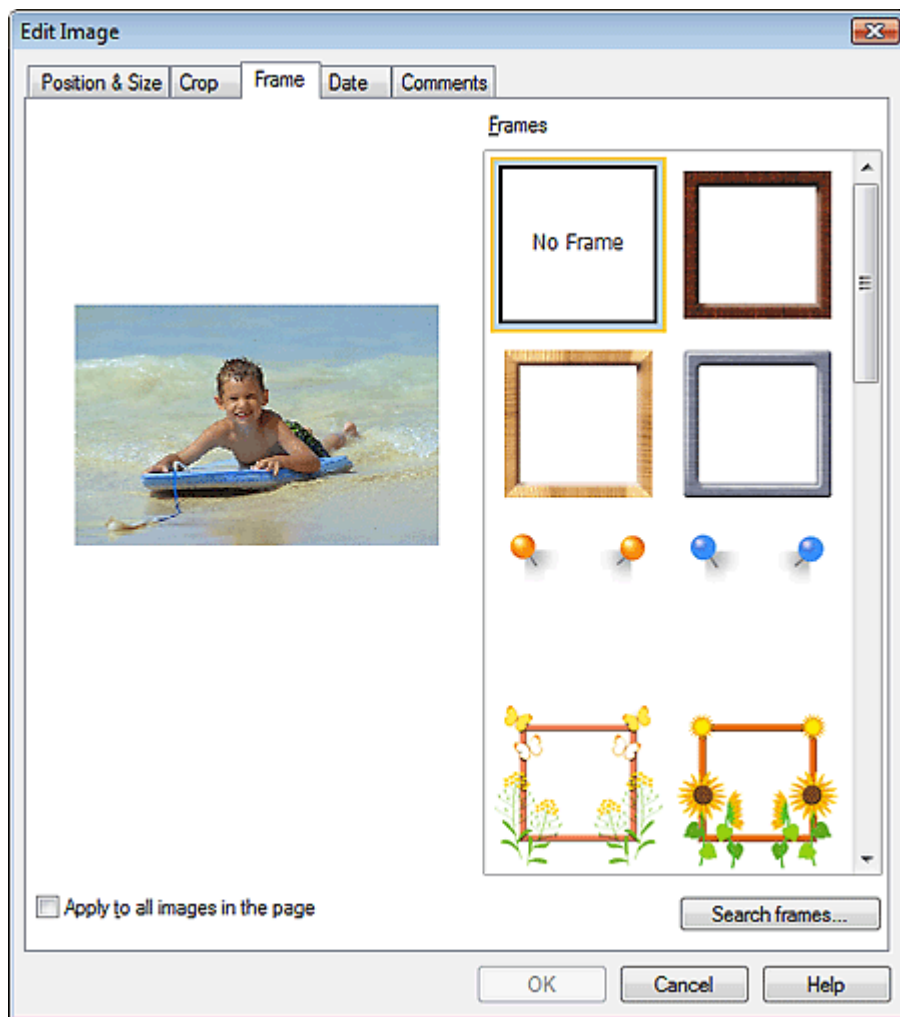 Edit Image
Position & Size Crop Frame Date Comments
Frames
No Frame
Apply to all images in the page
Search frames...
OK Cancel Help